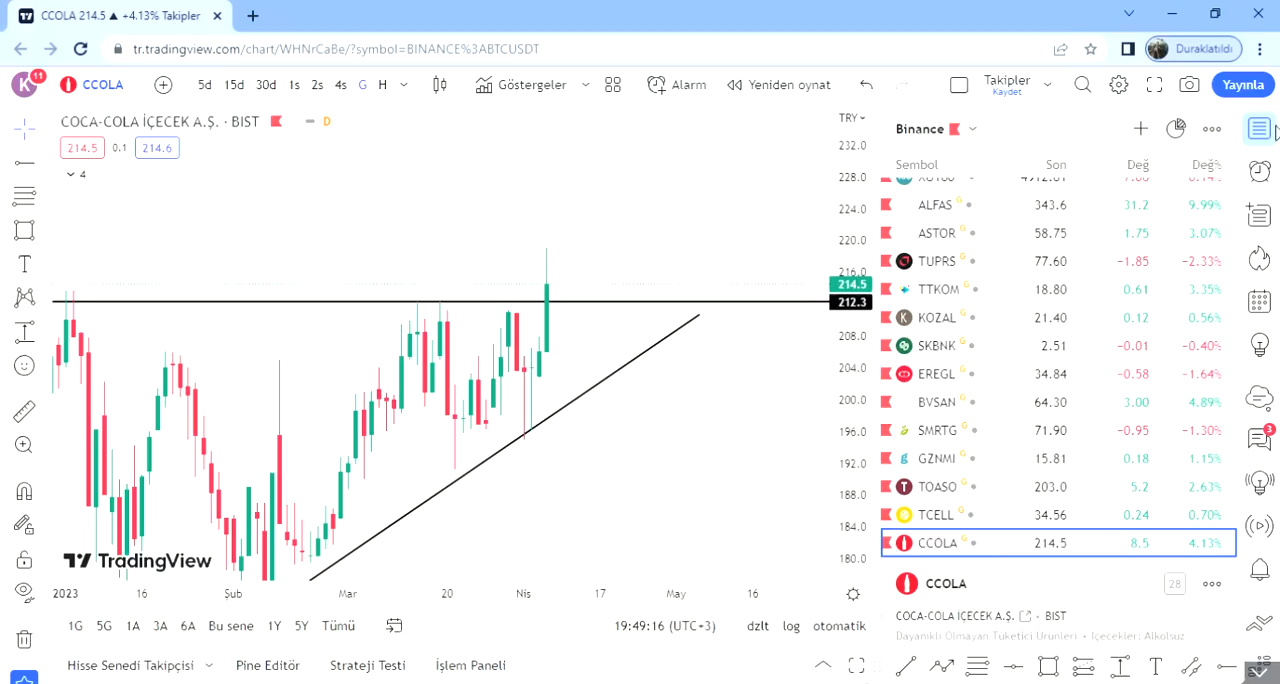 CCOLA 214.5 ▲ +4.13% Takipler
tr.tradingview.com/chart/WHNrCaBe/?symbol=BINANCE%3ABTCUSDT
Duraklatıldı
K 11 CCOLA 5d 15d 30d 1s 2s 4s G H Göstergeler Alarm Yeniden oynat Takipler Kaydet Yayınla
COCA-COLA İÇECEK A.Ş. · BIST D
214.5 0.1 214.6
4
TRY
232.0
228.0
224.0
220.0
216.0
214.5
212.3
208.0
204.0
200.0
196.0
192.0
188.0
184.0
180.0
TradingView
2023 16 Şub Mar 20 Nis 17 May 16
1G 5G 1A 3A 6A Bu sene 1Y 5Y Tümü 19:49:16 (UTC+3) dzlt log otomatik
Hisse Senedi Takipçisi Pine Editör Strateji Testi İşlem Paneli
Binance
Sembol Son Değ Değ%
ALFAS G 343.6 31.2 9.99%
ASTOR G 58.75 1.75 3.07%
TUPRS G 77.60 −1.85 −2.33%
TTKOM G 18.80 0.61 3.35%
K KOZAL G 21.40 0.12 0.56%
SKBNK G 2.51 −0.01 −0.40%
EREGL G 34.84 −0.58 −1.64%
BVSAN G 64.30 3.00 4.89%
SMRTG G 71.90 −0.95 −1.30%
GZNMI G 15.81 0.18 1.15%
T TOASO G 203.0 5.2 2.63%
TCELL G 34.56 0.24 0.70%
CCOLA G 214.5 8.5 4.13%
CCOLA 28
COCA-COLA İÇECEK A.Ş. · BIST
Dayanıklı Olmayan Tüketici Ürünleri • İçecekler: Alkolsüz
3